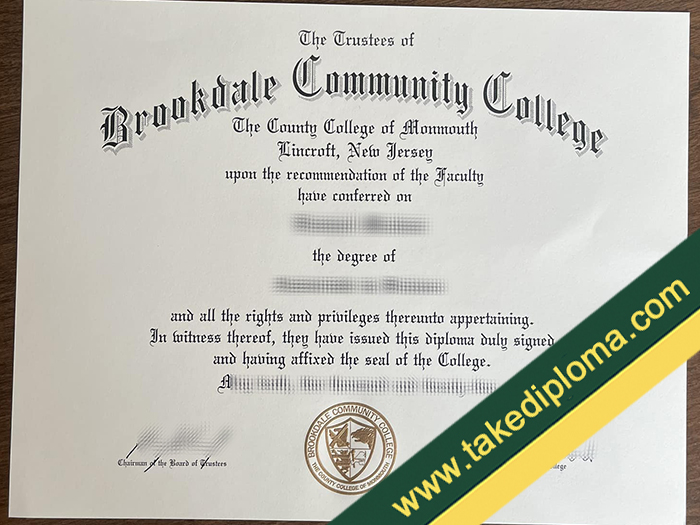 The Trustees of
Brookdale Community College
The County College of Monmouth
Lincroft, New Jersey
upon the recommendation of the Faculty
have conferred on
the degree of
and all the rights and privileges thereunto appertaining.
In witness thereof, they have issued this diploma duly signed
and having affixed the seal of the College.
BROOKDALE COMMUNITY COLLEGE
THE COUNTY COLLEGE OF MONMOUTH
Chairman of the Board of Trustees
www.takediploma.com